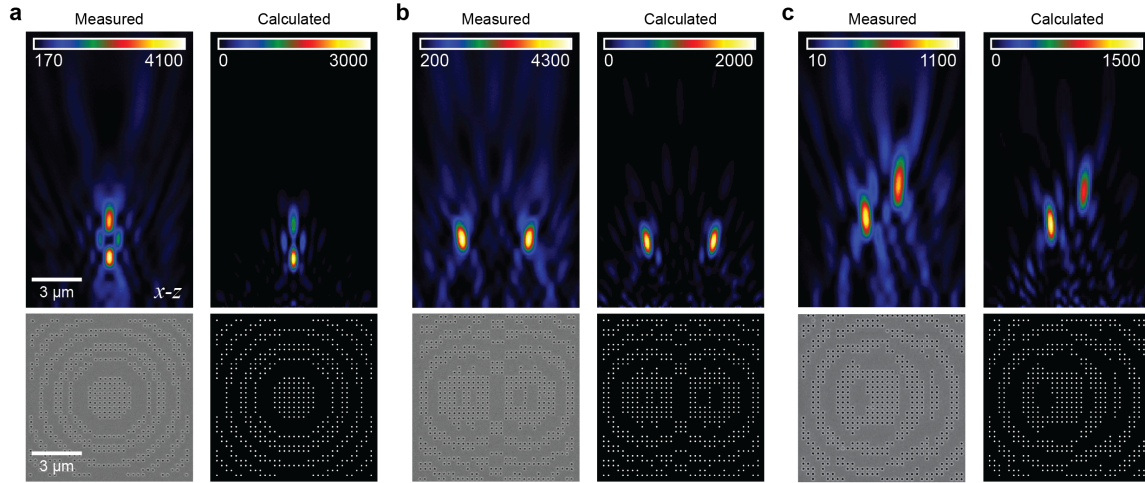 a Measured Calculated b Measured Calculated c Measured Calculated
170 4100 0 3000 200 4300 0 2000 10 1100 0 1500
3 μm x-z
3 μm